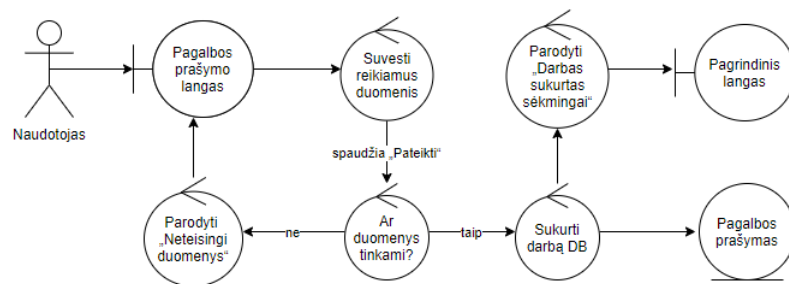 Naudotojas
Pagalbos
prašymo
langas
Suvesti
reikiamus
duomenis
Parodyti
„Darbas
sukurtas
sėkmingai“
Pagrindinis
langas
spaudžia „Pateikti“
Parodyti
„Neteisingi
duomenys“
ne
Ar
duomenys
tinkami?
taip
Sukurti
darbą DB
Pagalbos
prašymas